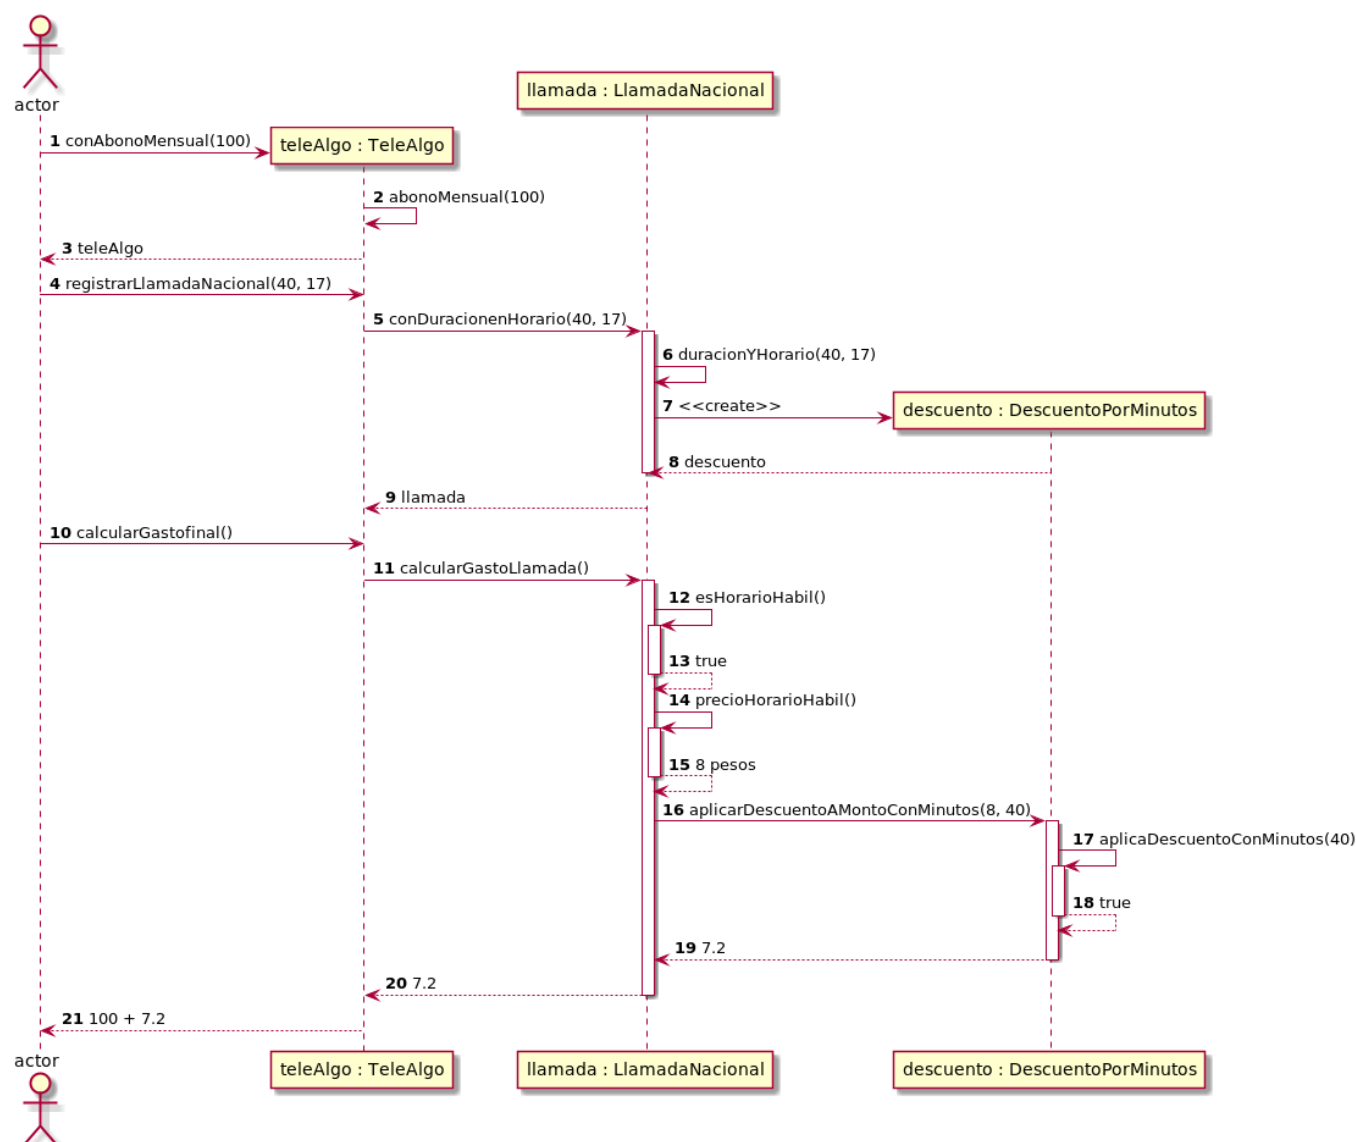 actor
llamada : LlamadaNacional
1 conAbonoMensual(100)
teleAlgo : TeleAlgo
2 abonoMensual(100)
3 teleAlgo
4 registrarLlamadaNacional(40, 17)
5 conDuracionenHorario(40, 17)
6 duracionYHorario(40, 17)
7 <<create>>
descuento : DescuentoPorMinutos
8 descuento
9 llamada
10 calcularGastofinal()
11 calcularGastoLlamada()
12 esHorarioHabil()
13 true
14 precioHorarioHabil()
15 8 pesos
16 aplicarDescuentoAMontoConMinutos(8, 40)
17 aplicaDescuentoConMinutos(40)
18 true
19 7.2
20 7.2
21 100 + 7.2
actor
teleAlgo : TeleAlgo
llamada : LlamadaNacional
descuento : DescuentoPorMinutos